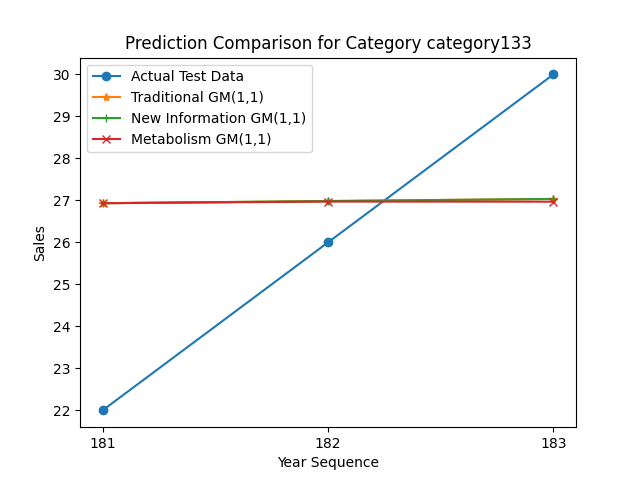 Prediction Comparison for Category category133
Actual Test Data
Traditional GM(1,1)
New Information GM(1,1)
Metabolism GM(1,1)
30
29
28
27
26
25
24
23
22
Sales
181
182
183
Year Sequence